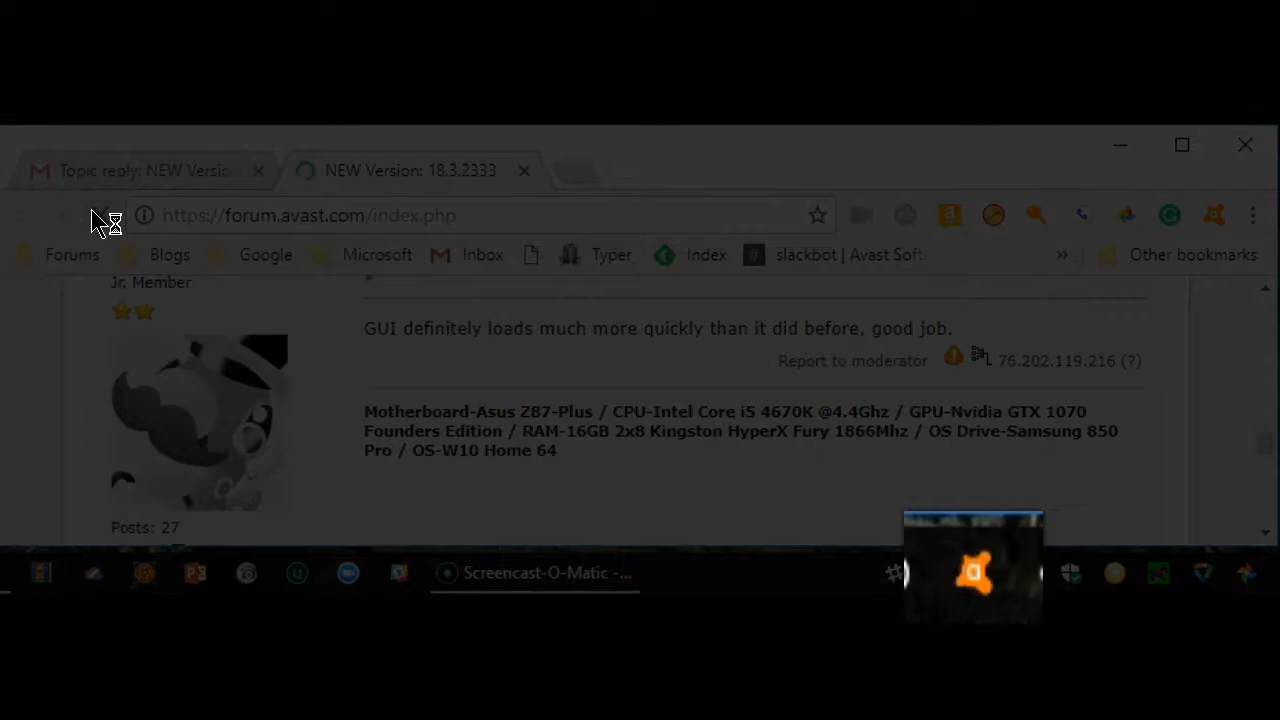 Topic reply: NEW Versic
NEW Version: 18.3.2333
https://forum.avast.com/index.php
Forums
Blogs
Google
Microsoft
Inbox
Typer
Index
slackbot | Avast Soft
Other bookmarks
Jr. Member
GUI definitely loads much more quickly than it did before, good job.
Report to moderator
76.202.119.216 (?)
Motherboard-Asus Z87-Plus / CPU-Intel Core i5 4670K @4.4Ghz / GPU-Nvidia GTX 1070
Founders Edition / RAM-16GB 2x8 Kingston HyperX Fury 1866Mhz / OS Drive-Samsung 850
Pro / OS-W10 Home 64
Posts: 27
Screencast-O-Matic -...